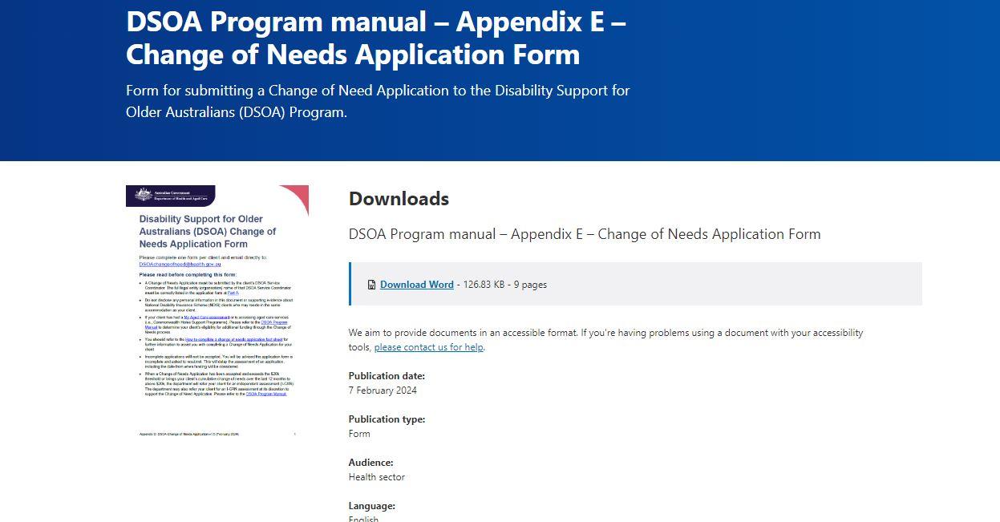 DSOA Program manual – Appendix E –
Change of Needs Application Form
Form for submitting a Change of Need Application to the Disability Support for
Older Australians (DSOA) Program.
Australian Government
Department of Health and Aged Care
Disability Support for Older
Australians (DSOA) Change of
Needs Application Form
Please complete one form per client and email directly to:
DSOAchangeofneed@health.gov.au
Please read before completing this form:
• A Change of Needs Application must be submitted by the client's DSOA Service
Coordinator. The full legal entity (organisation) name of that DSOA Service Coordinator
must be correctly listed in the application form at Part A.
• Do not disclose any personal information in this document or supporting evidence about
National Disability Insurance Scheme (NDIS) clients who may reside in the same
accommodation as your client.
• If your client has had a My Aged Care assessment or is accessing aged care services
(i.e., Commonwealth Home Support Programme). Please refer to the DSOA Program
Manual to determine your client's eligibility for additional funding through the Change of
Needs process.
• You should refer to the How to complete a change of needs application fact sheet for
further information to assist you with completing a Change of Needs Application for your
client.
• Incomplete applications will not be accepted. You will be advised the application form is
incomplete and asked to resubmit. This will delay the assessment of an application,
including the date from when funding will be considered.
• When a Change of Needs Application has been accepted and exceeds the $20k
threshold or brings your client's cumulative change of needs over the last 12 months to
above $20k, the department will refer your client for an independent assessment (I-CAN).
The department may also refer your client for an I-CAN assessment at its discretion to
support the Change of Need Application. Please refer to the DSOA Program Manual.
Appendix D: DSOA Change of Needs Application v1.5 (February 2024) 1
Downloads
DSOA Program manual – Appendix E – Change of Needs Application Form
Download Word - 126.83 KB - 9 pages
We aim to provide documents in an accessible format. If you're having problems using a document with your accessibility
tools, please contact us for help.
Publication date:
7 February 2024
Publication type:
Form
Audience:
Health sector
Language:
English